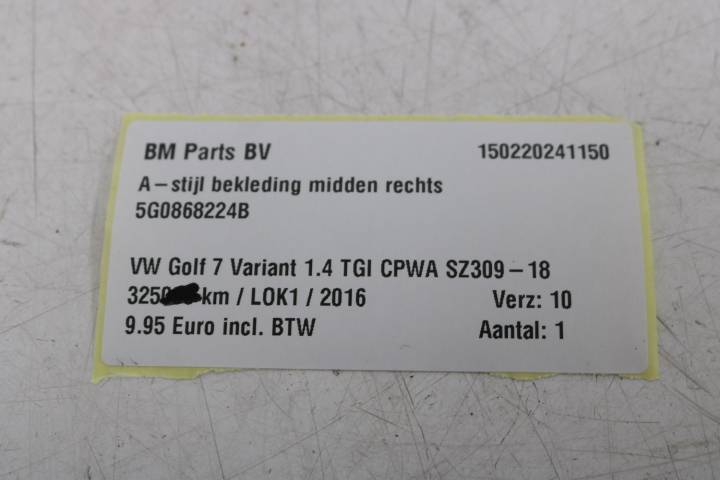 BM Parts BV 150220241150
A-stijl bekleding midden rechts
5G0868224B
VW Golf 7 Variant 1.4 TGI CPWA SZ309-18
325 km / LOK1 / 2016 Verz: 10
9.95 Euro incl. BTW Aantal: 1